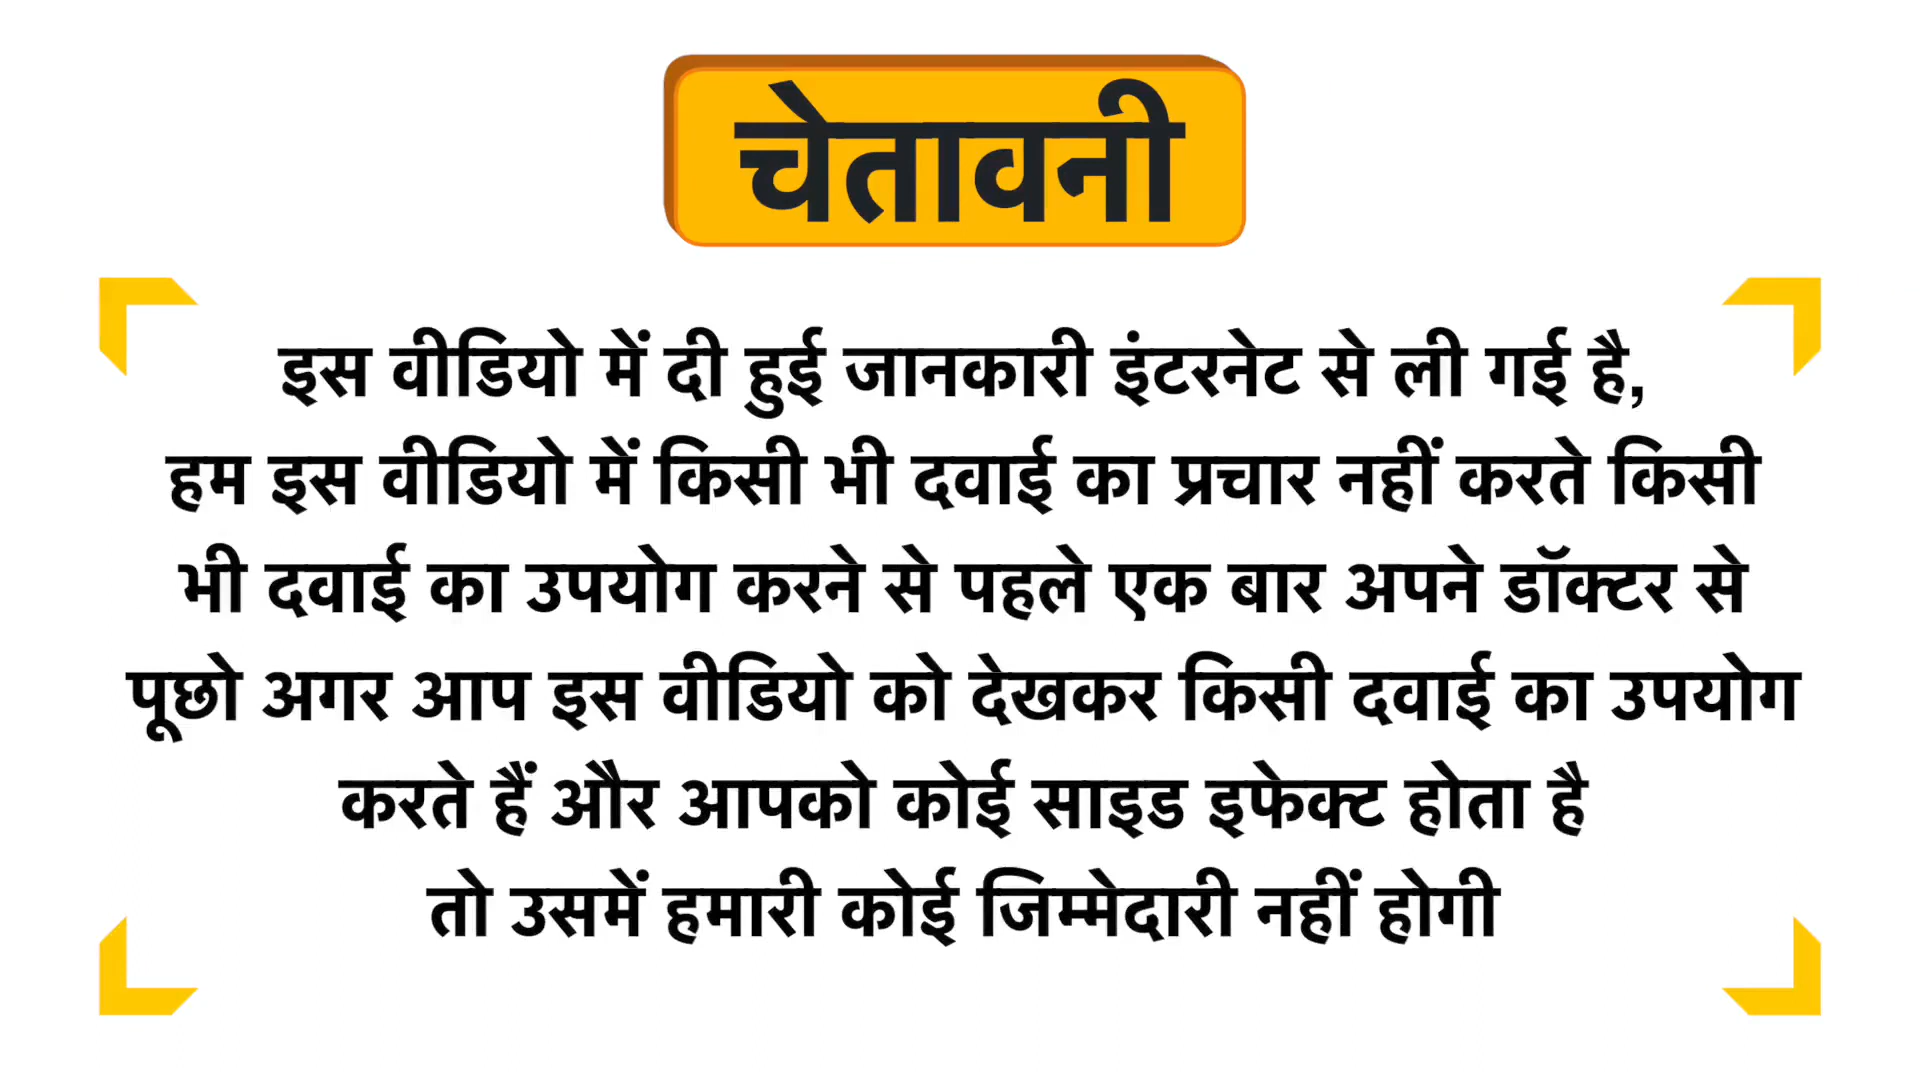 चेतावनी
इस वीडियो में दी हुई जानकारी इंटरनेट से ली गई है,
हम इस वीडियो में किसी भी दवाई का प्रचार नहीं करते किसी
भी दवाई का उपयोग करने से पहले एक बार अपने डॉक्टर से
पूछो अगर आप इस वीडियो को देखकर किसी दवाई का उपयोग
करते हैं और आपको कोई साइड इफेक्ट होता है
तो उसमें हमारी कोई जिम्मेदारी नहीं होगी